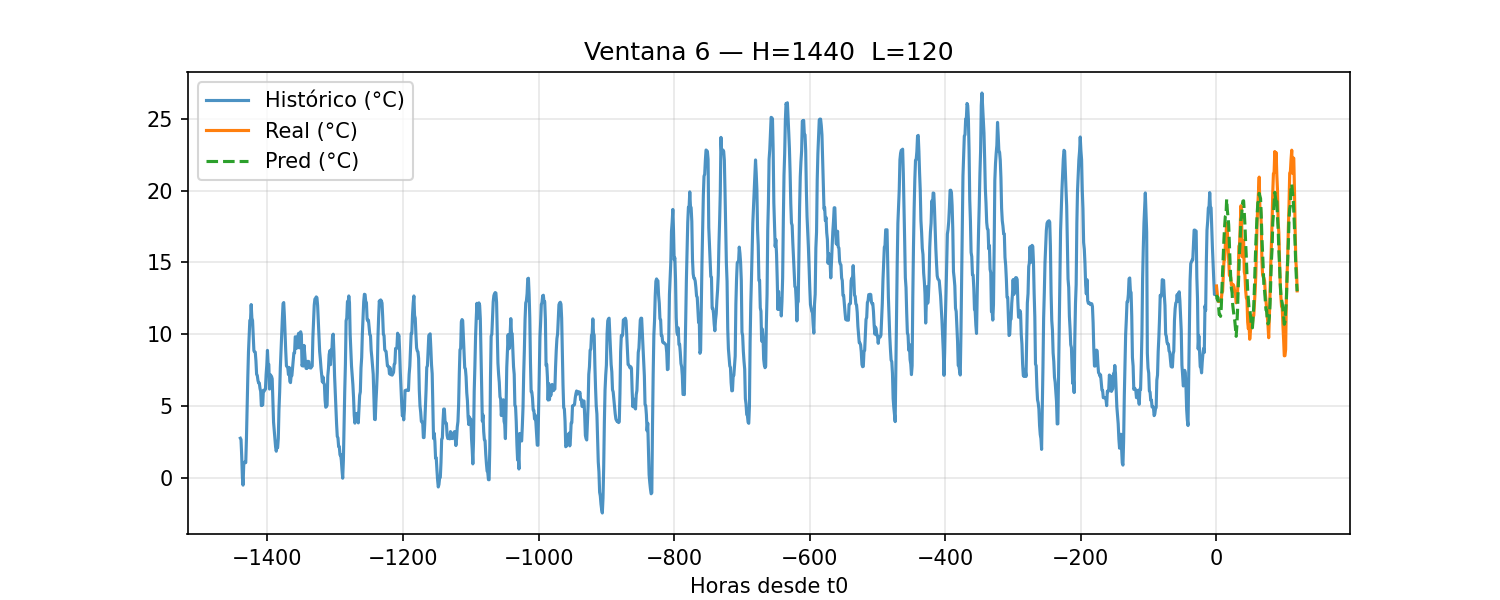 Ventana 6 — H=1440  L=120
Histórico (°C)
Real (°C)
Pred (°C)
25
20
15
10
5
0
−1400 −1200 −1000 −800 −600 −400 −200 0
Horas desde t0